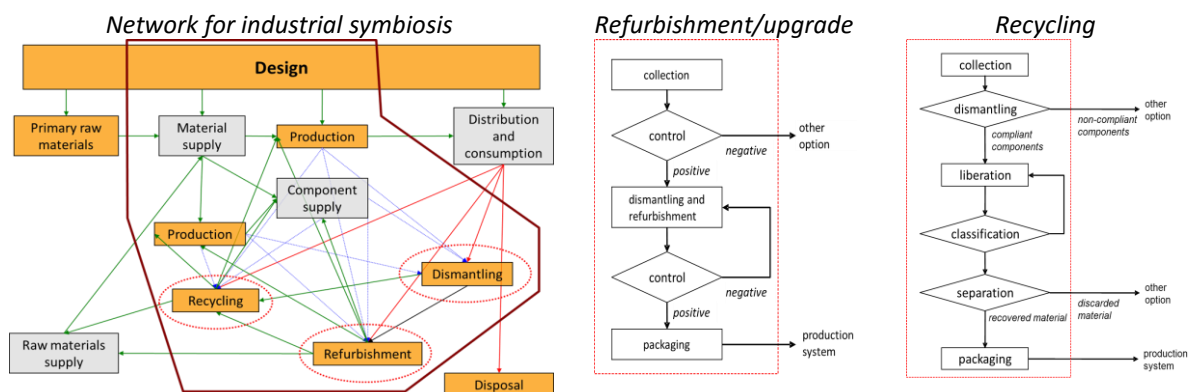 Network for industrial symbiosis
Design
Primary raw
materials
Material
supply
Production
Distribution
and
consumption
Component
supply
Production
Dismantling
Recycling
Raw materials
supply
Refurbishment
Disposal
Refurbishment/upgrade
collection
control
negative
other
option
positive
dismantling and
refurbishment
control
negative
positive
packaging
production
system
Recycling
collection
dismantling
non-compliant
components
other
option
compliant
components
liberation
classification
separation
discarded
material
other
option
recovered material
packaging
production
system